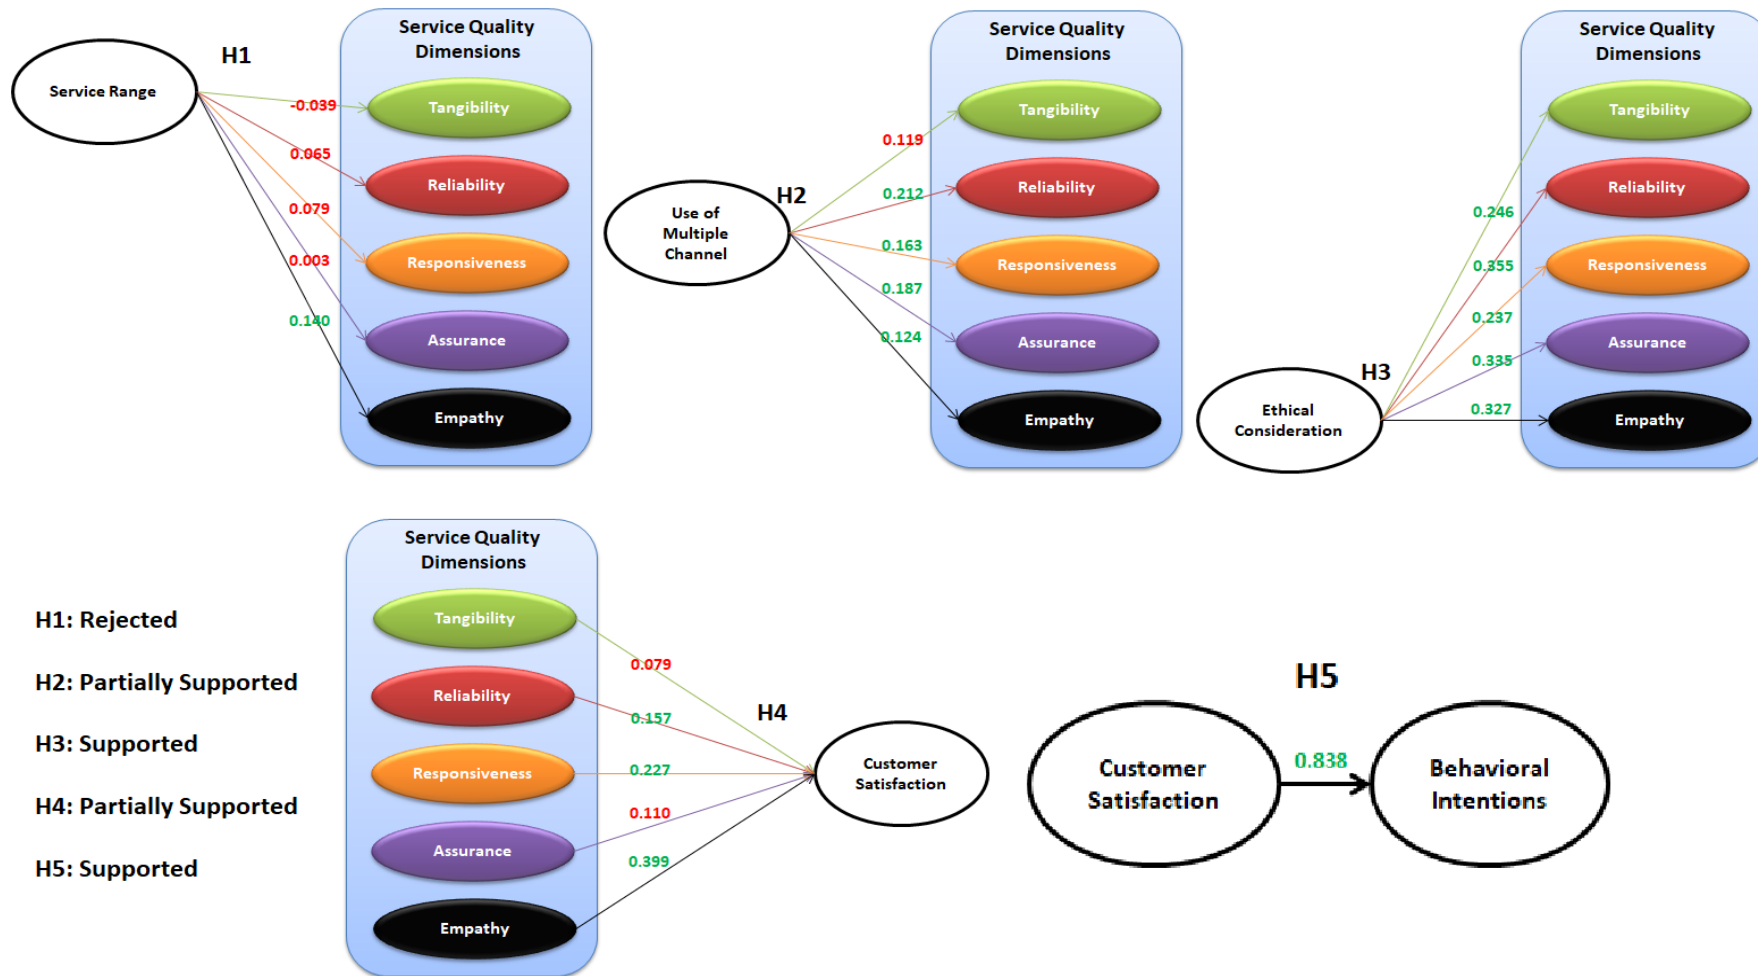 H1
Service Range
Service Quality
Dimensions
-0.039
Tangibility
0.065
Reliability
0.079
Responsiveness
0.003
Assurance
0.140
Empathy
H2
Use of
Multiple
Channel
Service Quality
Dimensions
0.119
Tangibility
0.212
Reliability
0.163
Responsiveness
0.187
Assurance
0.124
Empathy
H3
Ethical
Consideration
Service Quality
Dimensions
Tangibility
Reliability
0.246
Responsiveness
0.355
0.237
Assurance
0.335
0.327
Empathy
H1: Rejected
H2: Partially Supported
H3: Supported
H4: Partially Supported
H5: Supported
Service Quality
Dimensions
Tangibility
0.079
Reliability
0.157
H4
Responsiveness
0.227
Assurance
0.110
0.399
Empathy
Customer
Satisfaction
H5
Customer
Satisfaction
0.838
Behavioral
Intentions